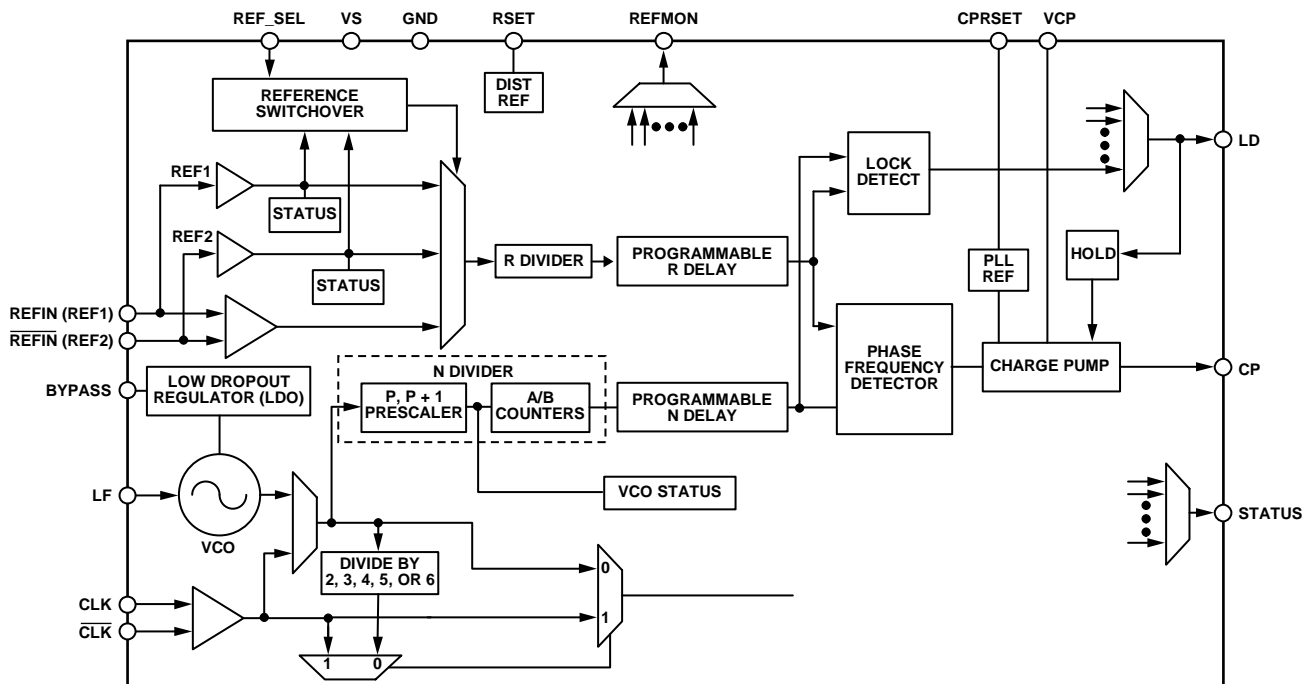 REF_SEL
VS
GND
RSET
REFMON
CPRSET
VCP
REFERENCE
SWITCHOVER
DIST
REF
LD
LOCK
DETECT
REF1
STATUS
REF2
STATUS
R DIVIDER
PROGRAMMABLE
R DELAY
PLL
REF
HOLD
REFIN (REF1)
REFIN (REF2)
BYPASS
LOW DROPOUT
REGULATOR (LDO)
N DIVIDER
P, P + 1
PRESCALER
A/B
COUNTERS
PROGRAMMABLE
N DELAY
PHASE
FREQUENCY
DETECTOR
CHARGE PUMP
CP
LF
VCO
VCO STATUS
STATUS
DIVIDE BY
2, 3, 4, 5, OR 6
0
1
CLK
CLK
1 0